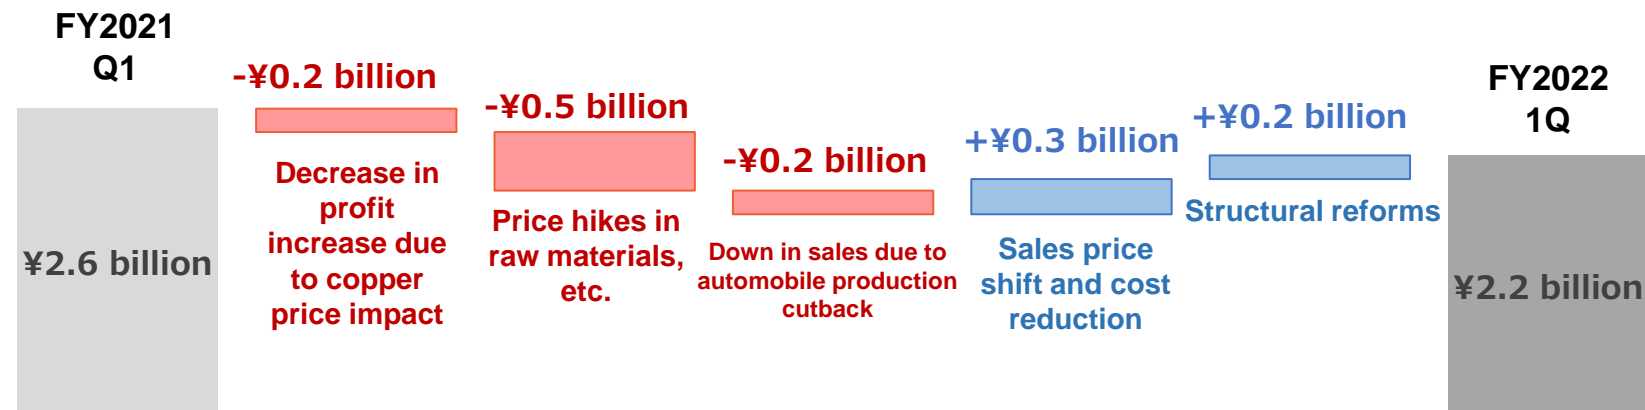 FY2021
Q1
¥2.6 billion
-¥0.2 billion
Decrease in
profit
increase due
to copper
price impact
-¥0.5 billion
Price hikes in
raw materials,
etc.
-¥0.2 billion
Down in sales due to
automobile production
cutback
+¥0.3 billion
Sales price
shift and cost
reduction
+¥0.2 billion
Structural reforms
FY2022
1Q
¥2.2 billion